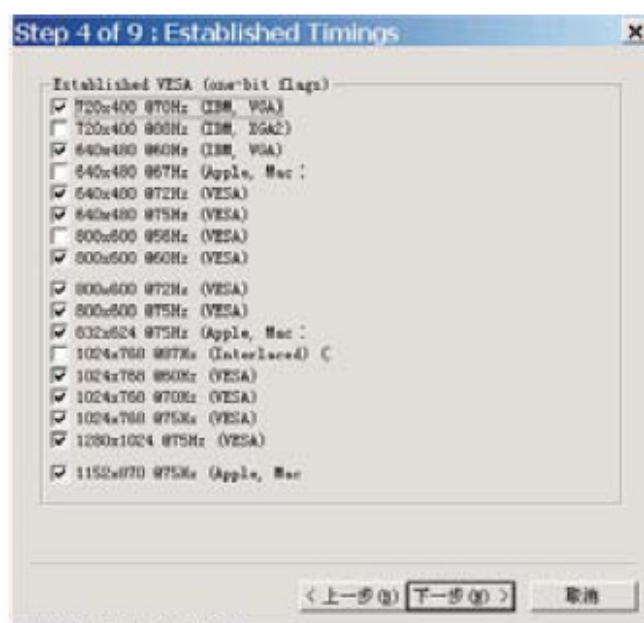 Step 4 of 9 : Established Timings
Established VESA (one-bit flags)
720x400 @70Hz (IBM, VGA)
720x400 @88Hz (IBM, XGA2)
640x480 @60Hz (IBM, VGA)
640x480 @67Hz (Apple, Mac
640x480 @72Hz (VESA)
640x480 @75Hz (VESA)
800x600 @56Hz (VESA)
800x600 @60Hz (VESA)
800x600 @72Hz (VESA)
800x600 @75Hz (VESA)
832x624 @75Hz (Apple, Mac
1024x768 @87Hz (Interlaced) (
1024x768 @60Hz (VESA)
1024x768 @70Hz (VESA)
1024x768 @75Hz (VESA)
1280x1024 @75Hz (VESA)
1152x870 @75Hz (Apple, Mac
< 上一步(B) 下一步(N) > 取消